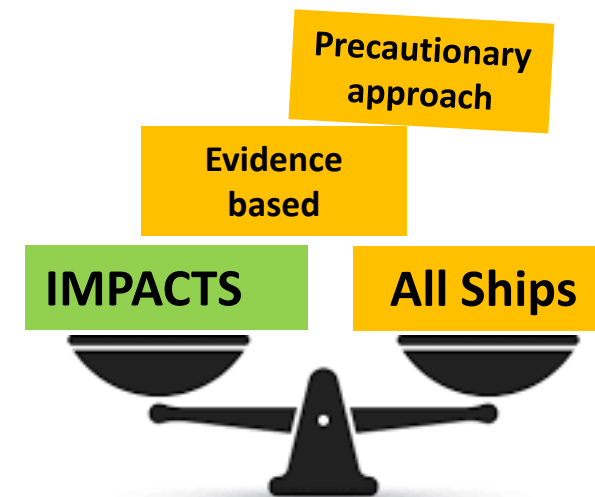 Precautionary
approach
Evidence
based
IMPACTS
All Ships